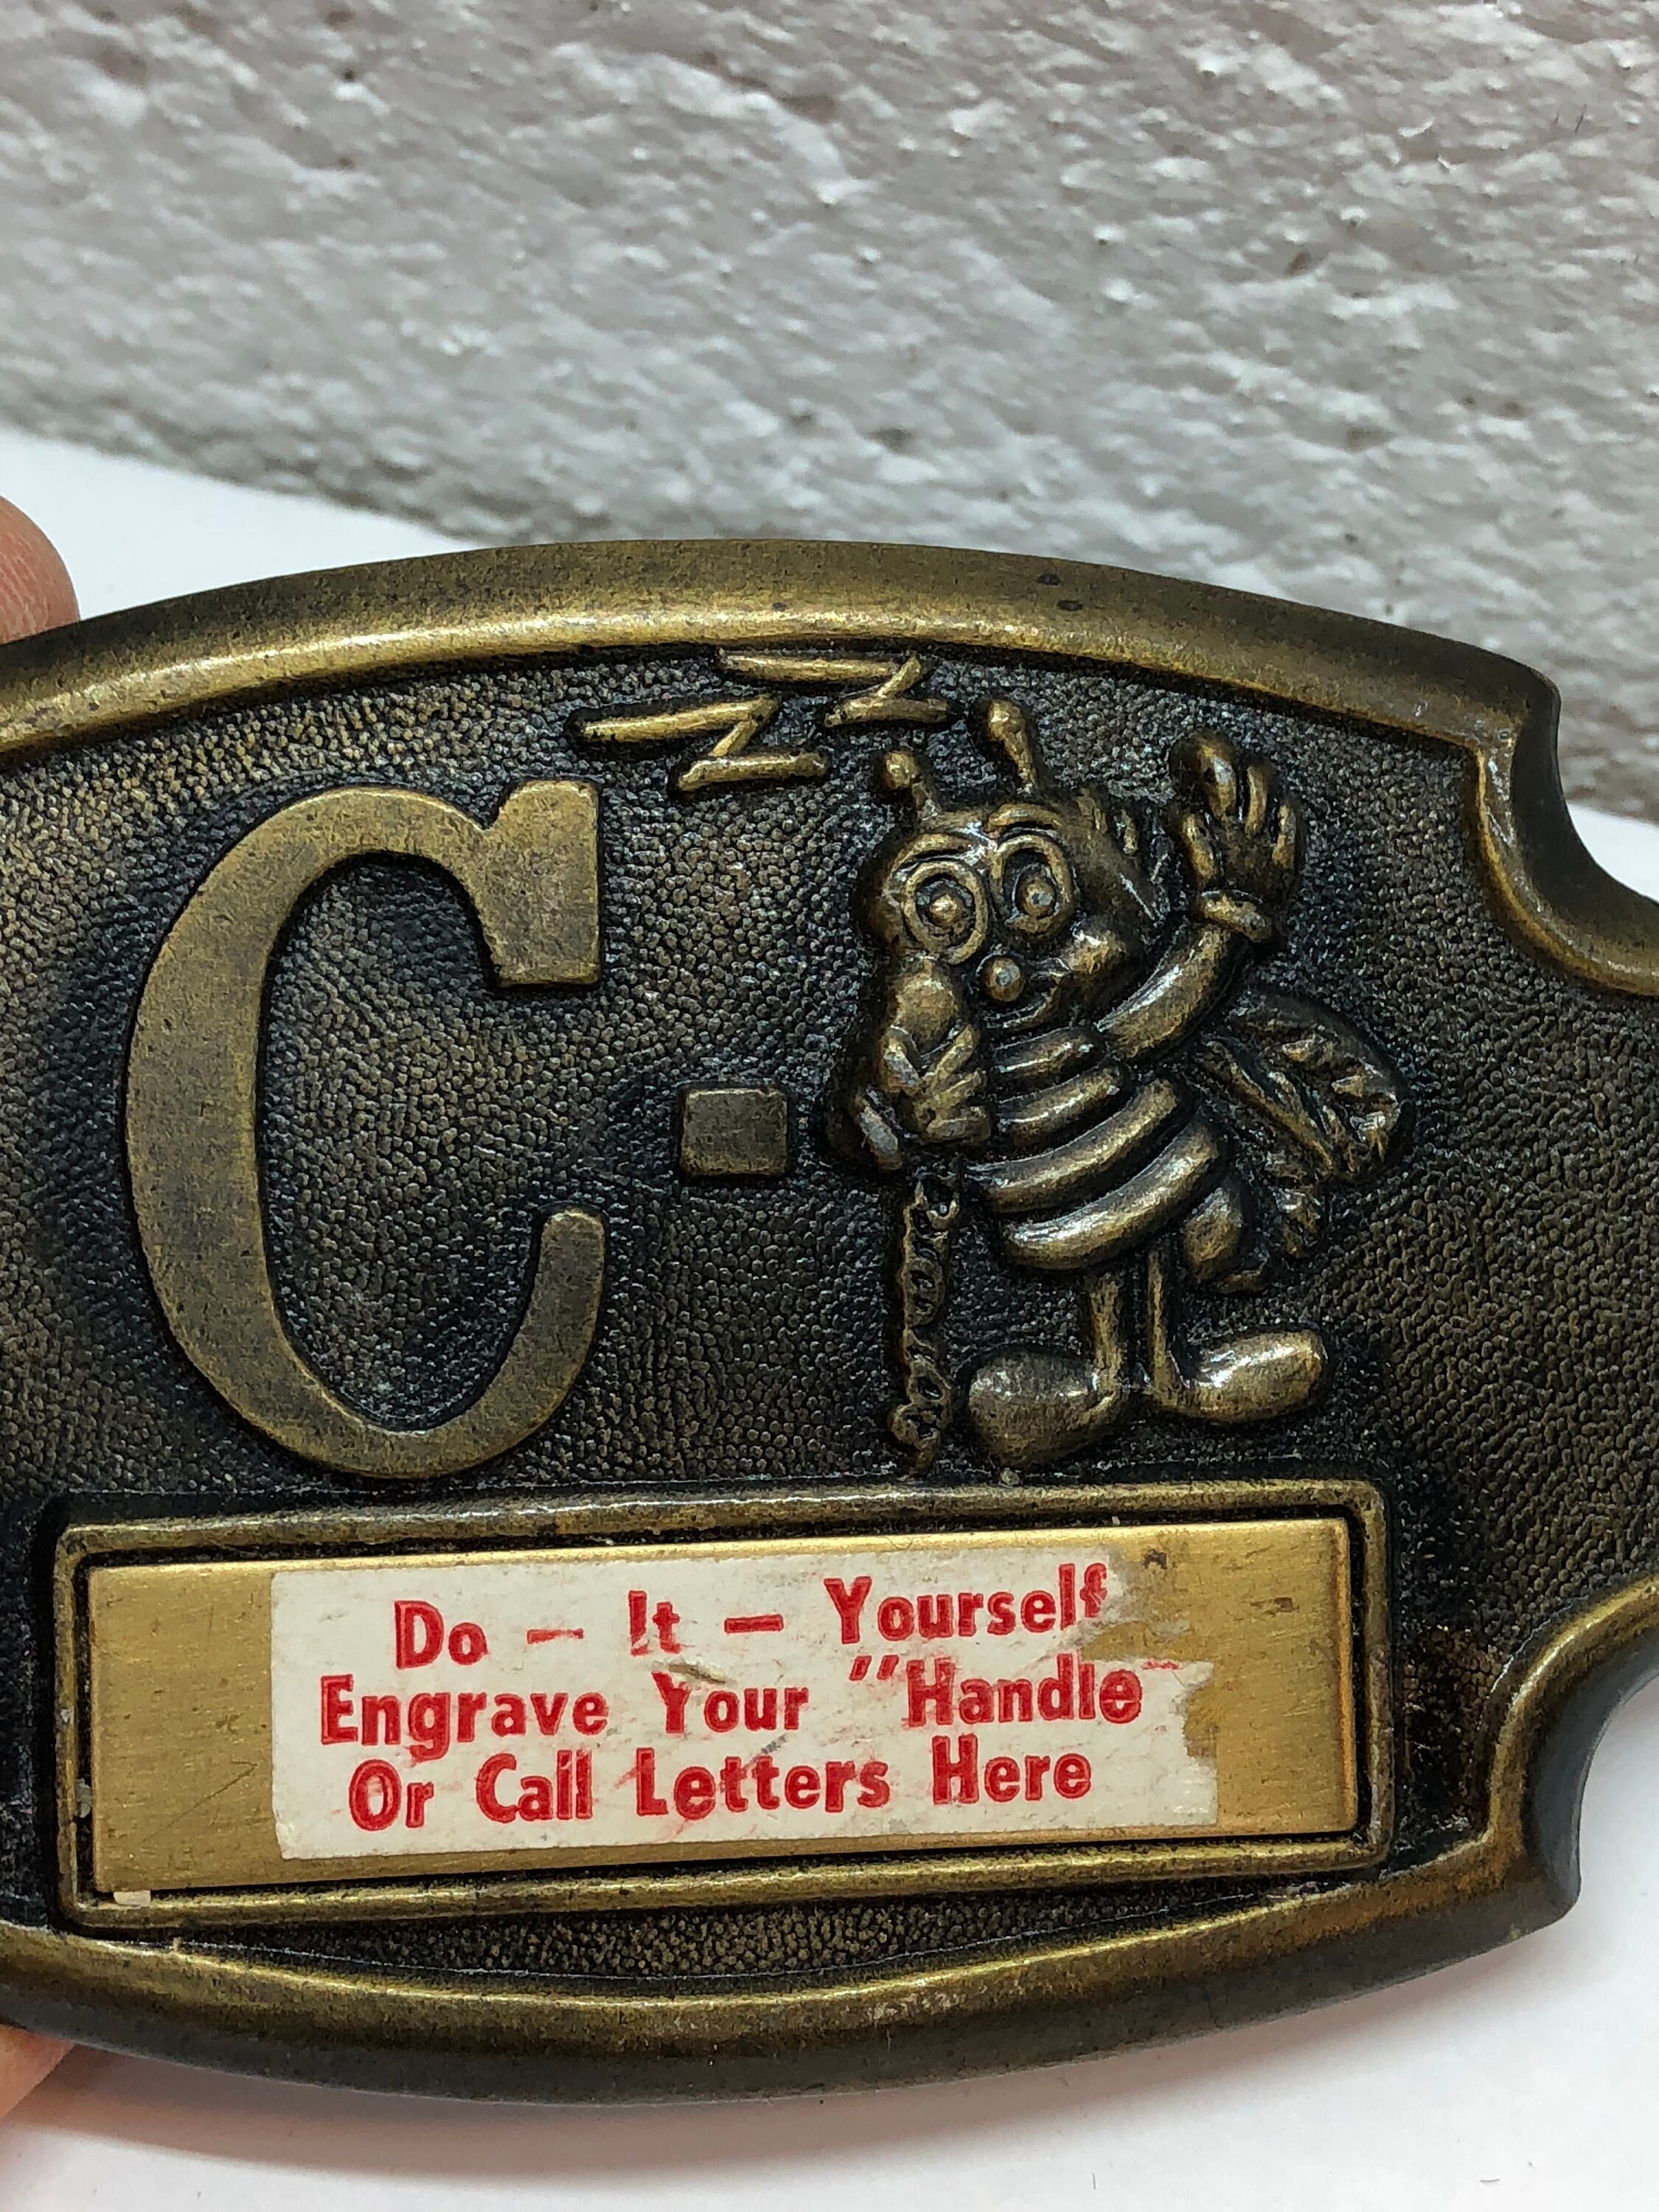 C-
Do - It - Yourself
Engrave Your "Handle
Or Call Letters Here